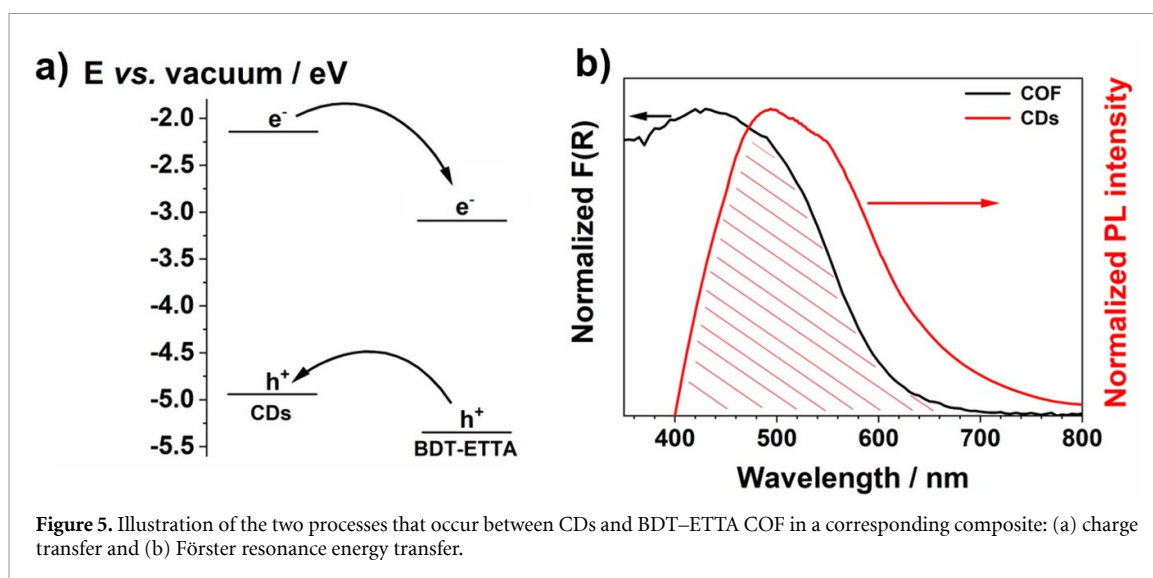 a) E vs. vacuum / eV
-2.0
-2.5
-3.0
-3.5
-4.0
-4.5
-5.0
-5.5
e-
e-
h+
CDs
h+
BDT-ETTA
b)
Normalized F(R)
COF
CDs
Normalized PL intensity
400 500 600 700 800
Wavelength / nm
Figure 5. Illustration of the two processes that occur between CDs and BDT–ETTA COF in a corresponding composite: (a) charge
transfer and (b) Förster resonance energy transfer.